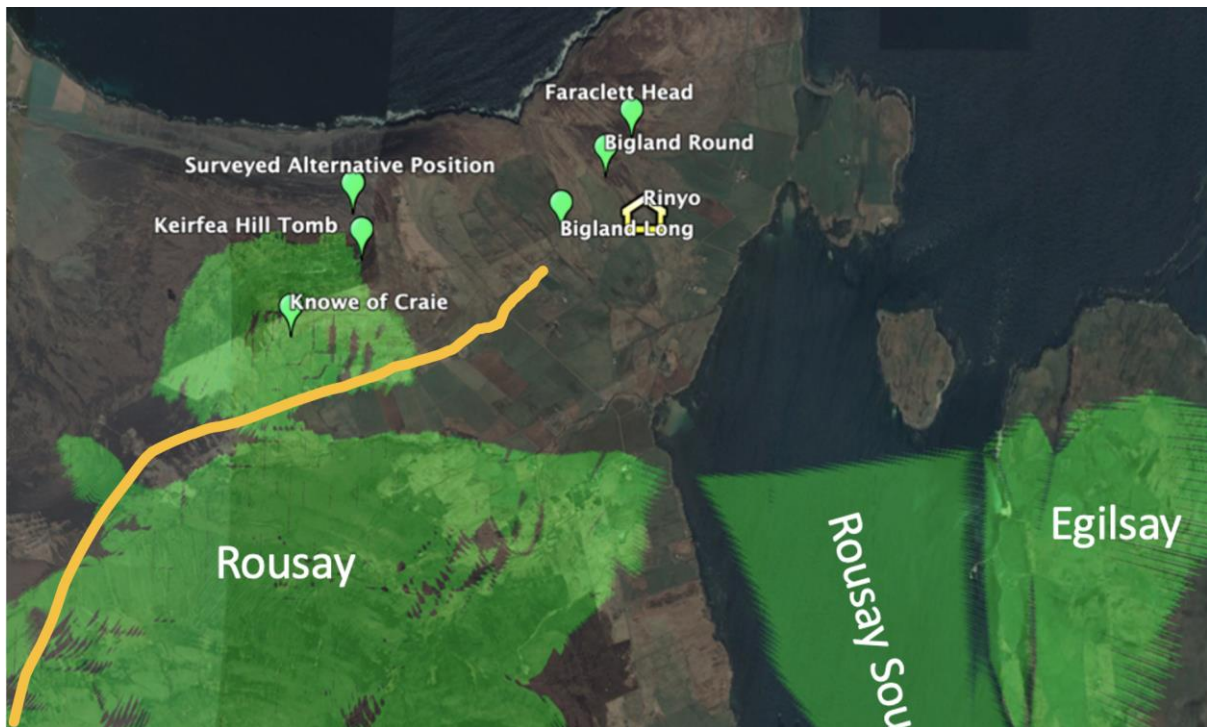 Faraclett Head
Bigland Round
Surveyed Alternative Position
Rinyo
Keirfea Hill Tomb
Bigland Long
Knowe of Craie
Rousay
Egilsay
Rousay Sou